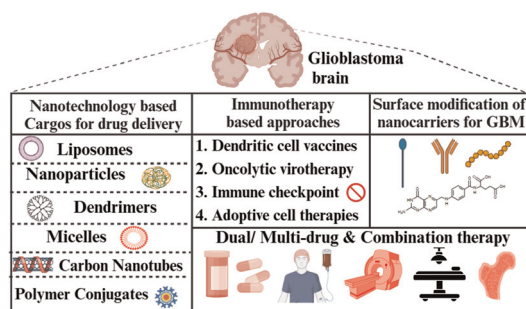 Glioblastoma
brain
Nanotechnology based
Cargos for drug delivery
Liposomes
Nanoparticles
Dendrimers
Micelles
Carbon Nanotubes
Polymer Conjugates
Immunotherapy
based approaches
1. Dendritic cell vaccines
2. Oncolytic virotherapy
3. Immune checkpoint
4. Adoptive cell therapies
Surface modification of
nanocarriers for GBM
Dual/ Multi-drug & Combination therapy